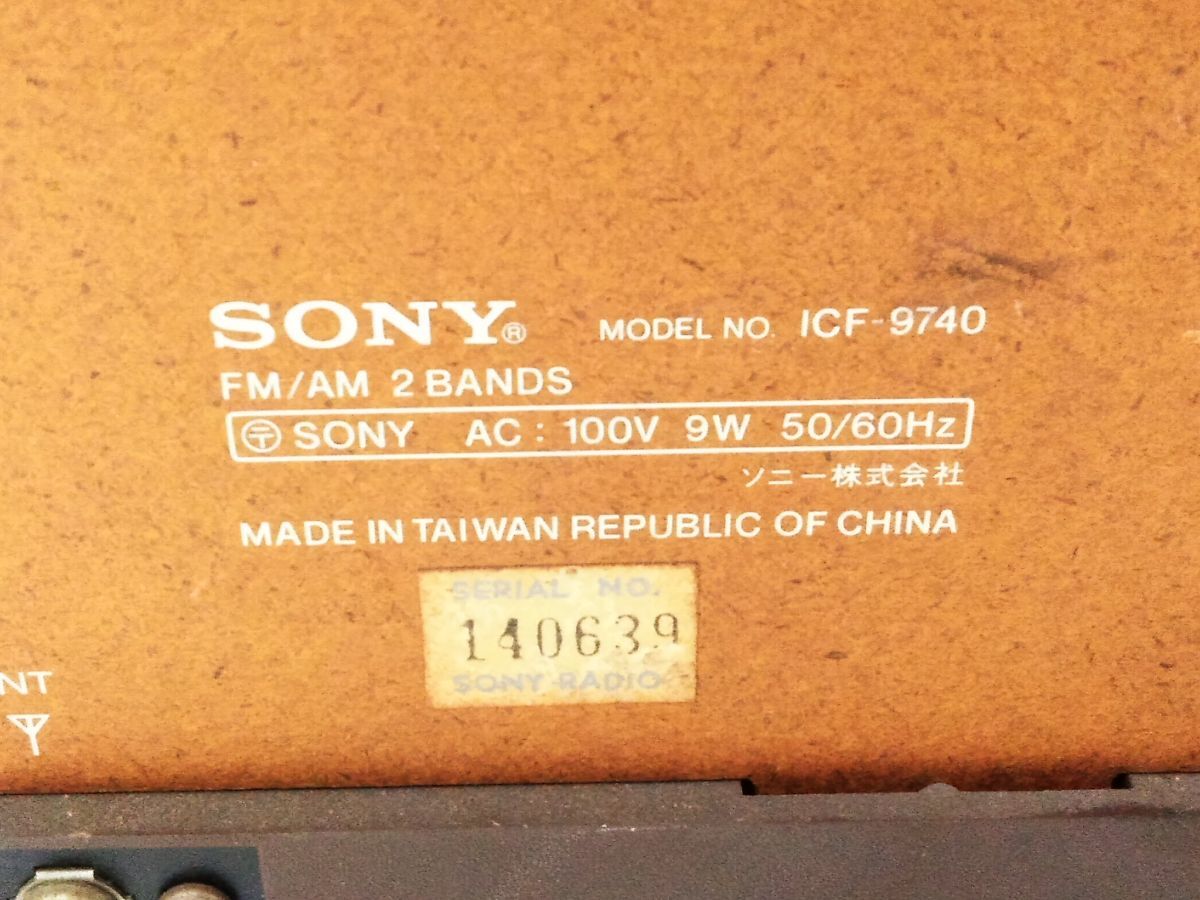 SONY® MODEL NO. ICF-9740
FM/AM 2 BANDS
〒 SONY AC : 100V 9W 50/60Hz
ソニー株式会社
MADE IN TAIWAN REPUBLIC OF CHINA
SERIAL NO.
140639
SONY RADIO
NT